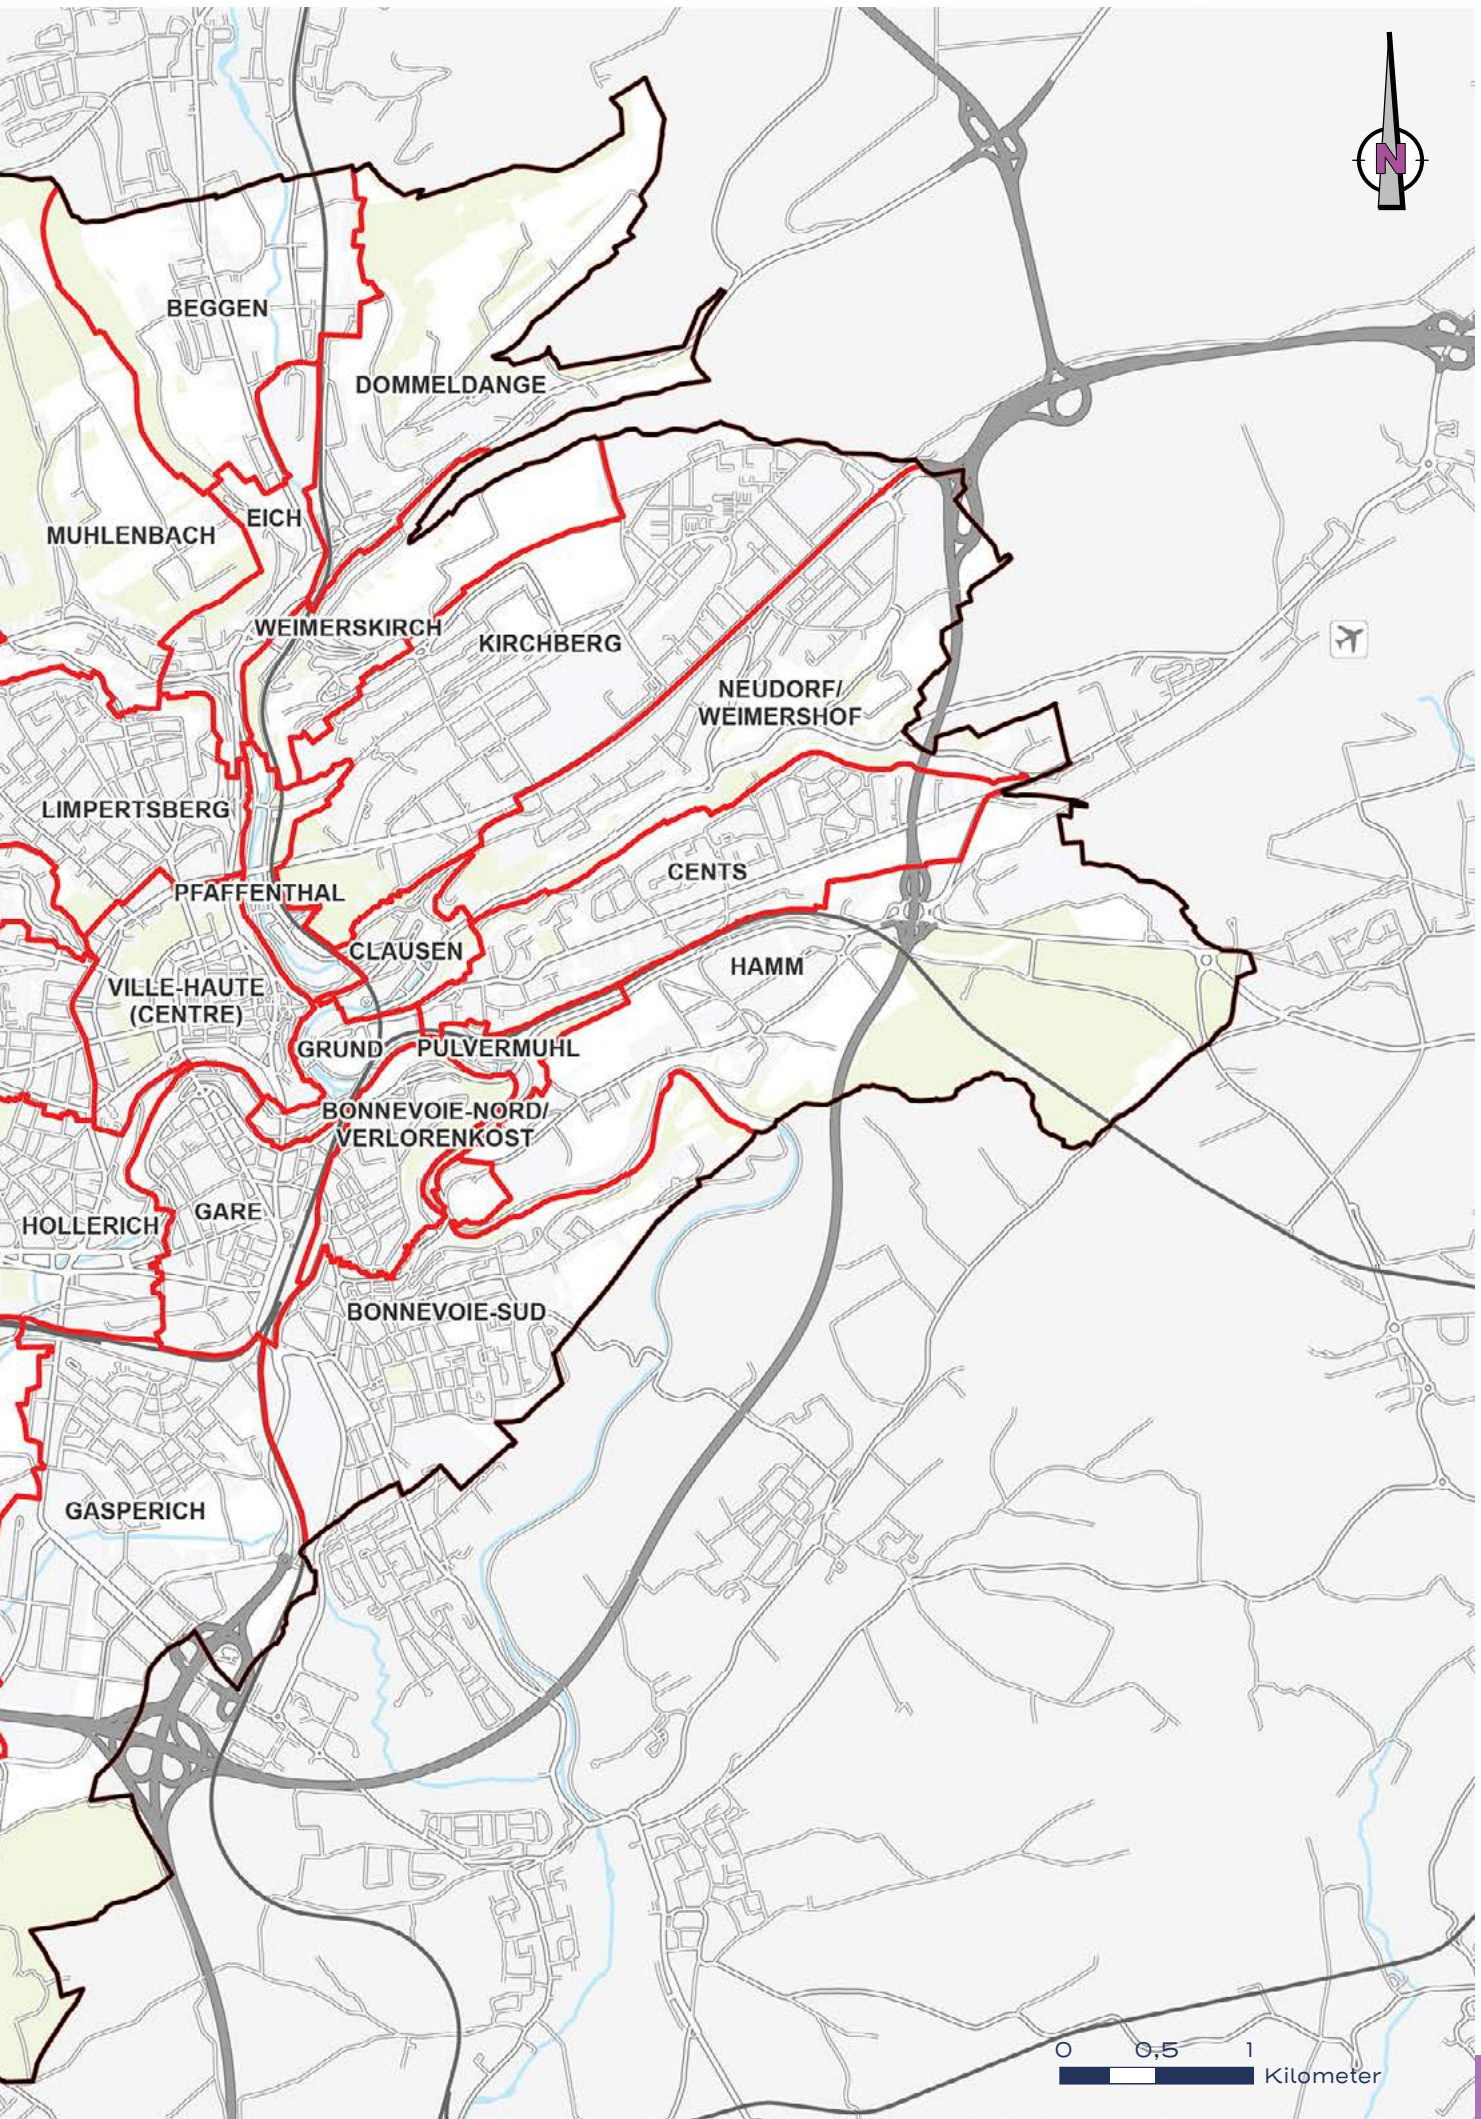 N
BEGGEN
DOMMELDANGE
EICH
MUHLENBACH
WEIMERSKIRCH
KIRCHBERG
NEUDORF/
WEIMERSHOF
LIMPERTSBERG
CENTS
PFAFFENTHAL
CLAUSEN
HAMM
VILLE-HAUTE
(CENTRE)
GRUND
PULVERMUHL
BONNEVOIE-NORD/
VERLORENKOST
GARE
HOLLERICH
BONNEVOIE-SUD
GASPERICH
0 0,5 1
Kilometer